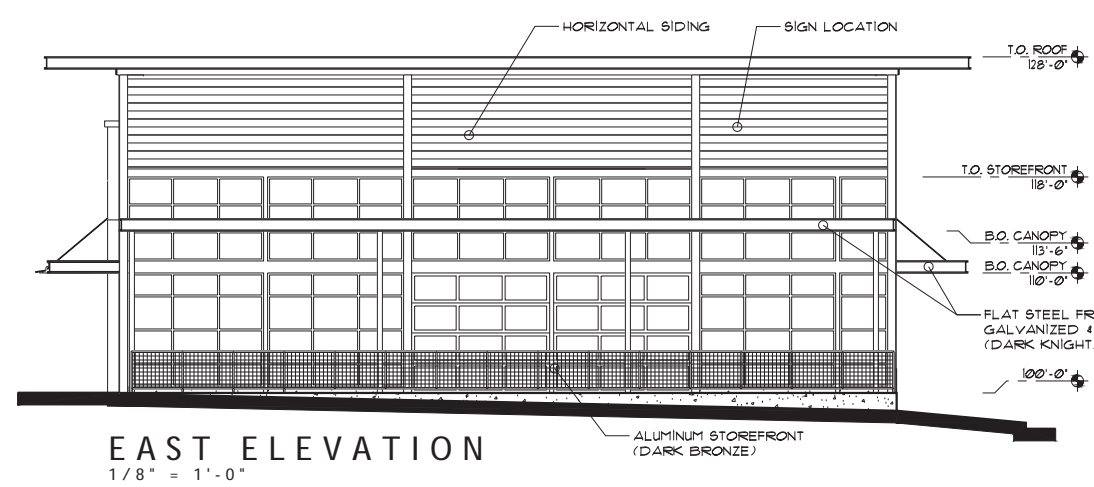 HORIZONTAL SIDING
SIGN LOCATION
T.O. ROOF
128'-0"
T.O. STOREFRONT
118'-0"
B.O. CANOPY
113'-6"
B.O. CANOPY
110'-0"
FLAT STEEL FR
GALVANIZED &
(DARK KNIGHT
100'-0"
ALUMINUM STOREFRONT
(DARK BRONZE)
EAST ELEVATION
1/8" = 1'-0"